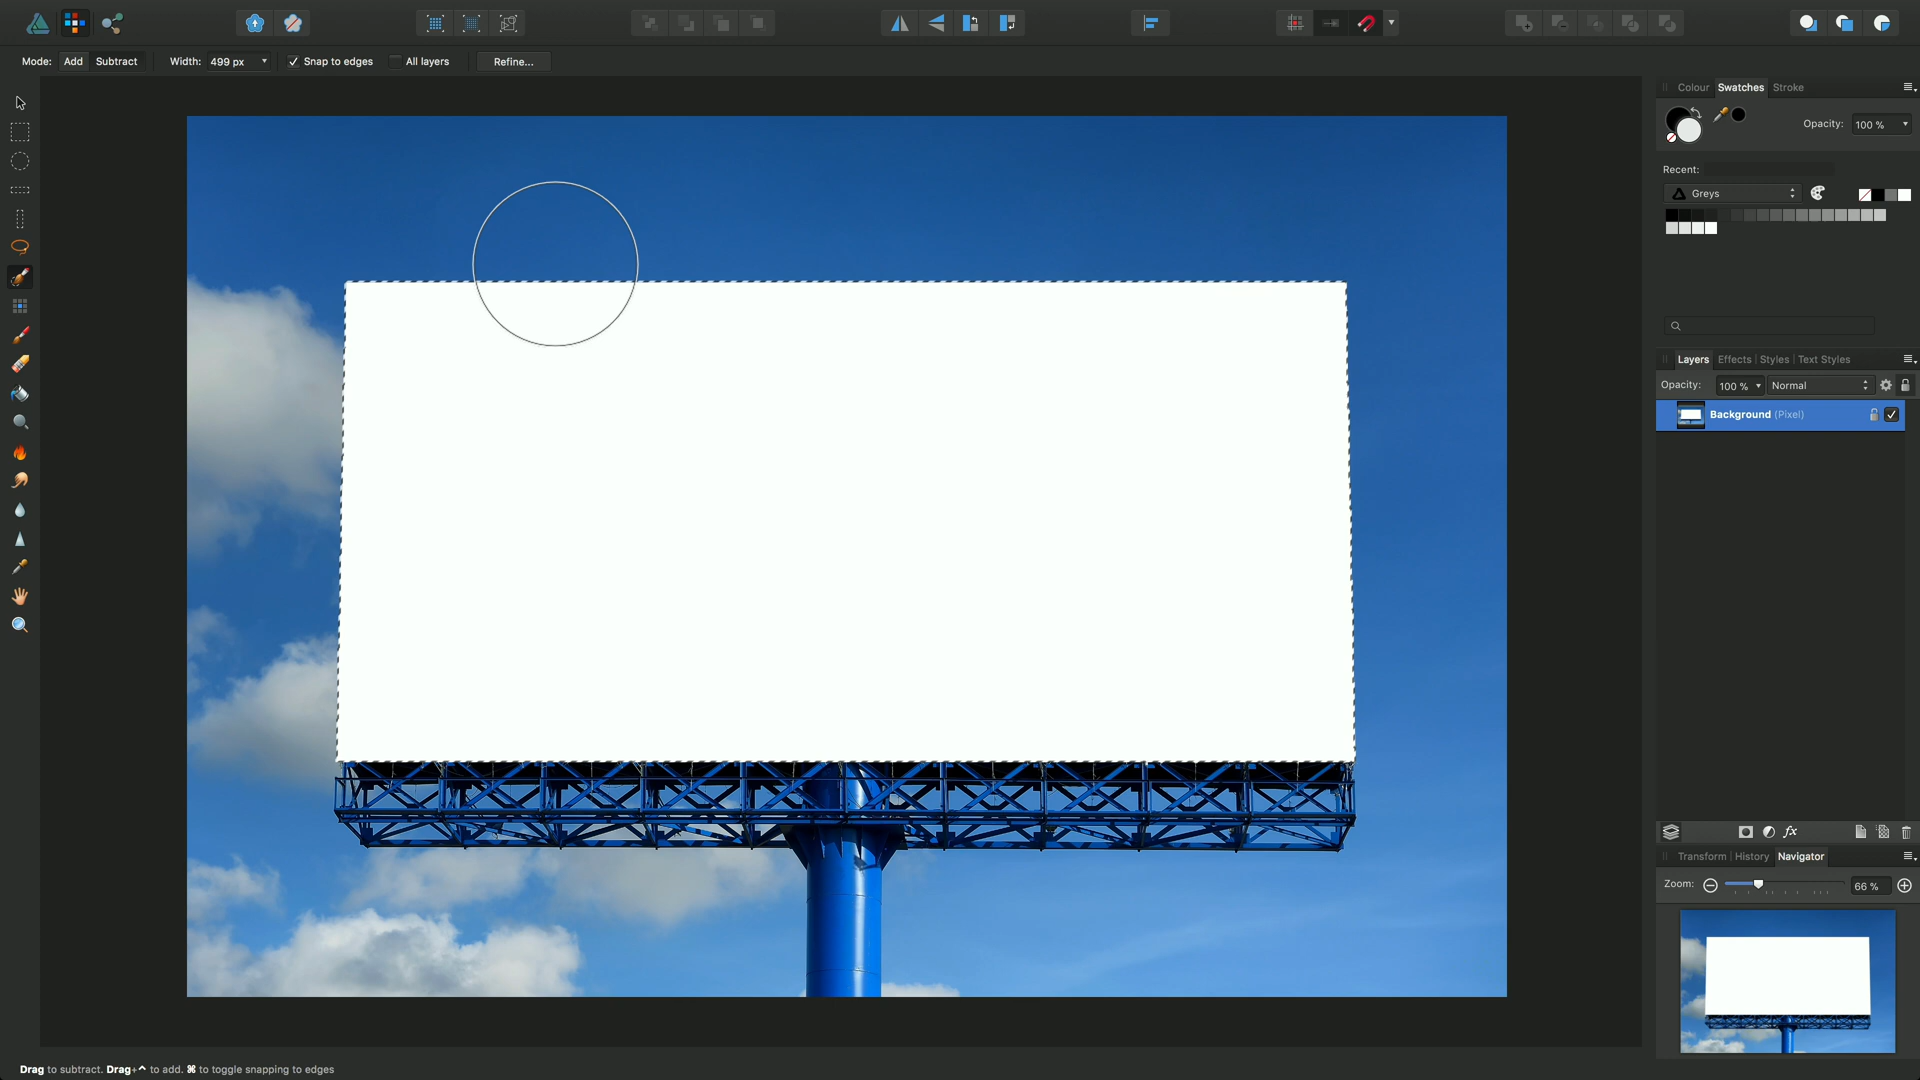 Mode: Add Subtract Width: 499 px Snap to edges All layers Refine...
Colour Swatches Stroke
Opacity: 100 %
Recent:
Greys
Layers Effects Styles Text Styles
Opacity: 100 % Normal
Background (Pixel)
fx
Transform History Navigator
Zoom: 66 %
Drag to subtract. Drag+⌃ to add. ⌘ to toggle snapping to edges